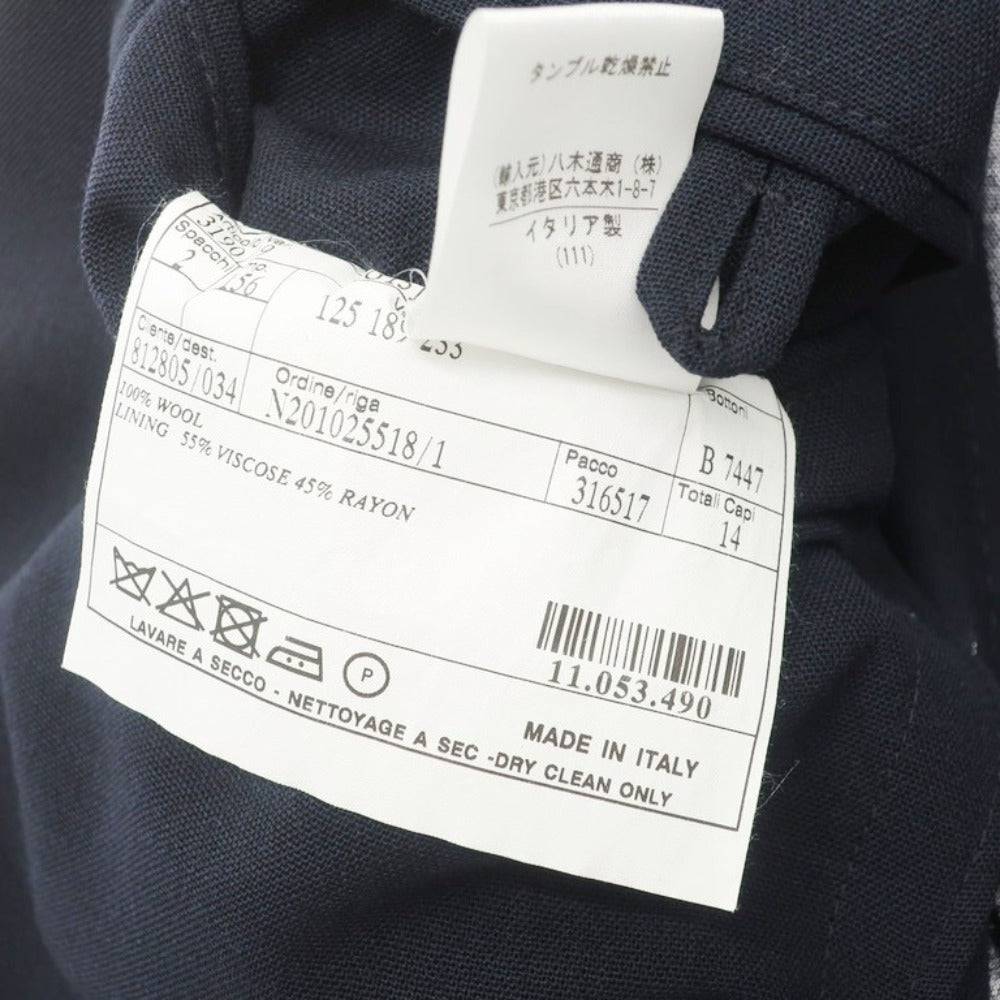 タンブル乾燥禁止
(輸入元)八木通商(株)
東京都港区六本木1-8-7
イタリア製
(111)
3190
Spacchi
2
56
125 189 253
Cliente/dest.
812805/034
Ordine/riga
N201025518/1
Pacco
316517
Bottoni
B 7447
Totali Capi
14
100% WOOL
LINING 55% VISCOSE 45% RAYON
P
11.053.490
MADE IN ITALY
LAVARE A SECCO - NETTOYAGE A SEC -DRY CLEAN ONLY